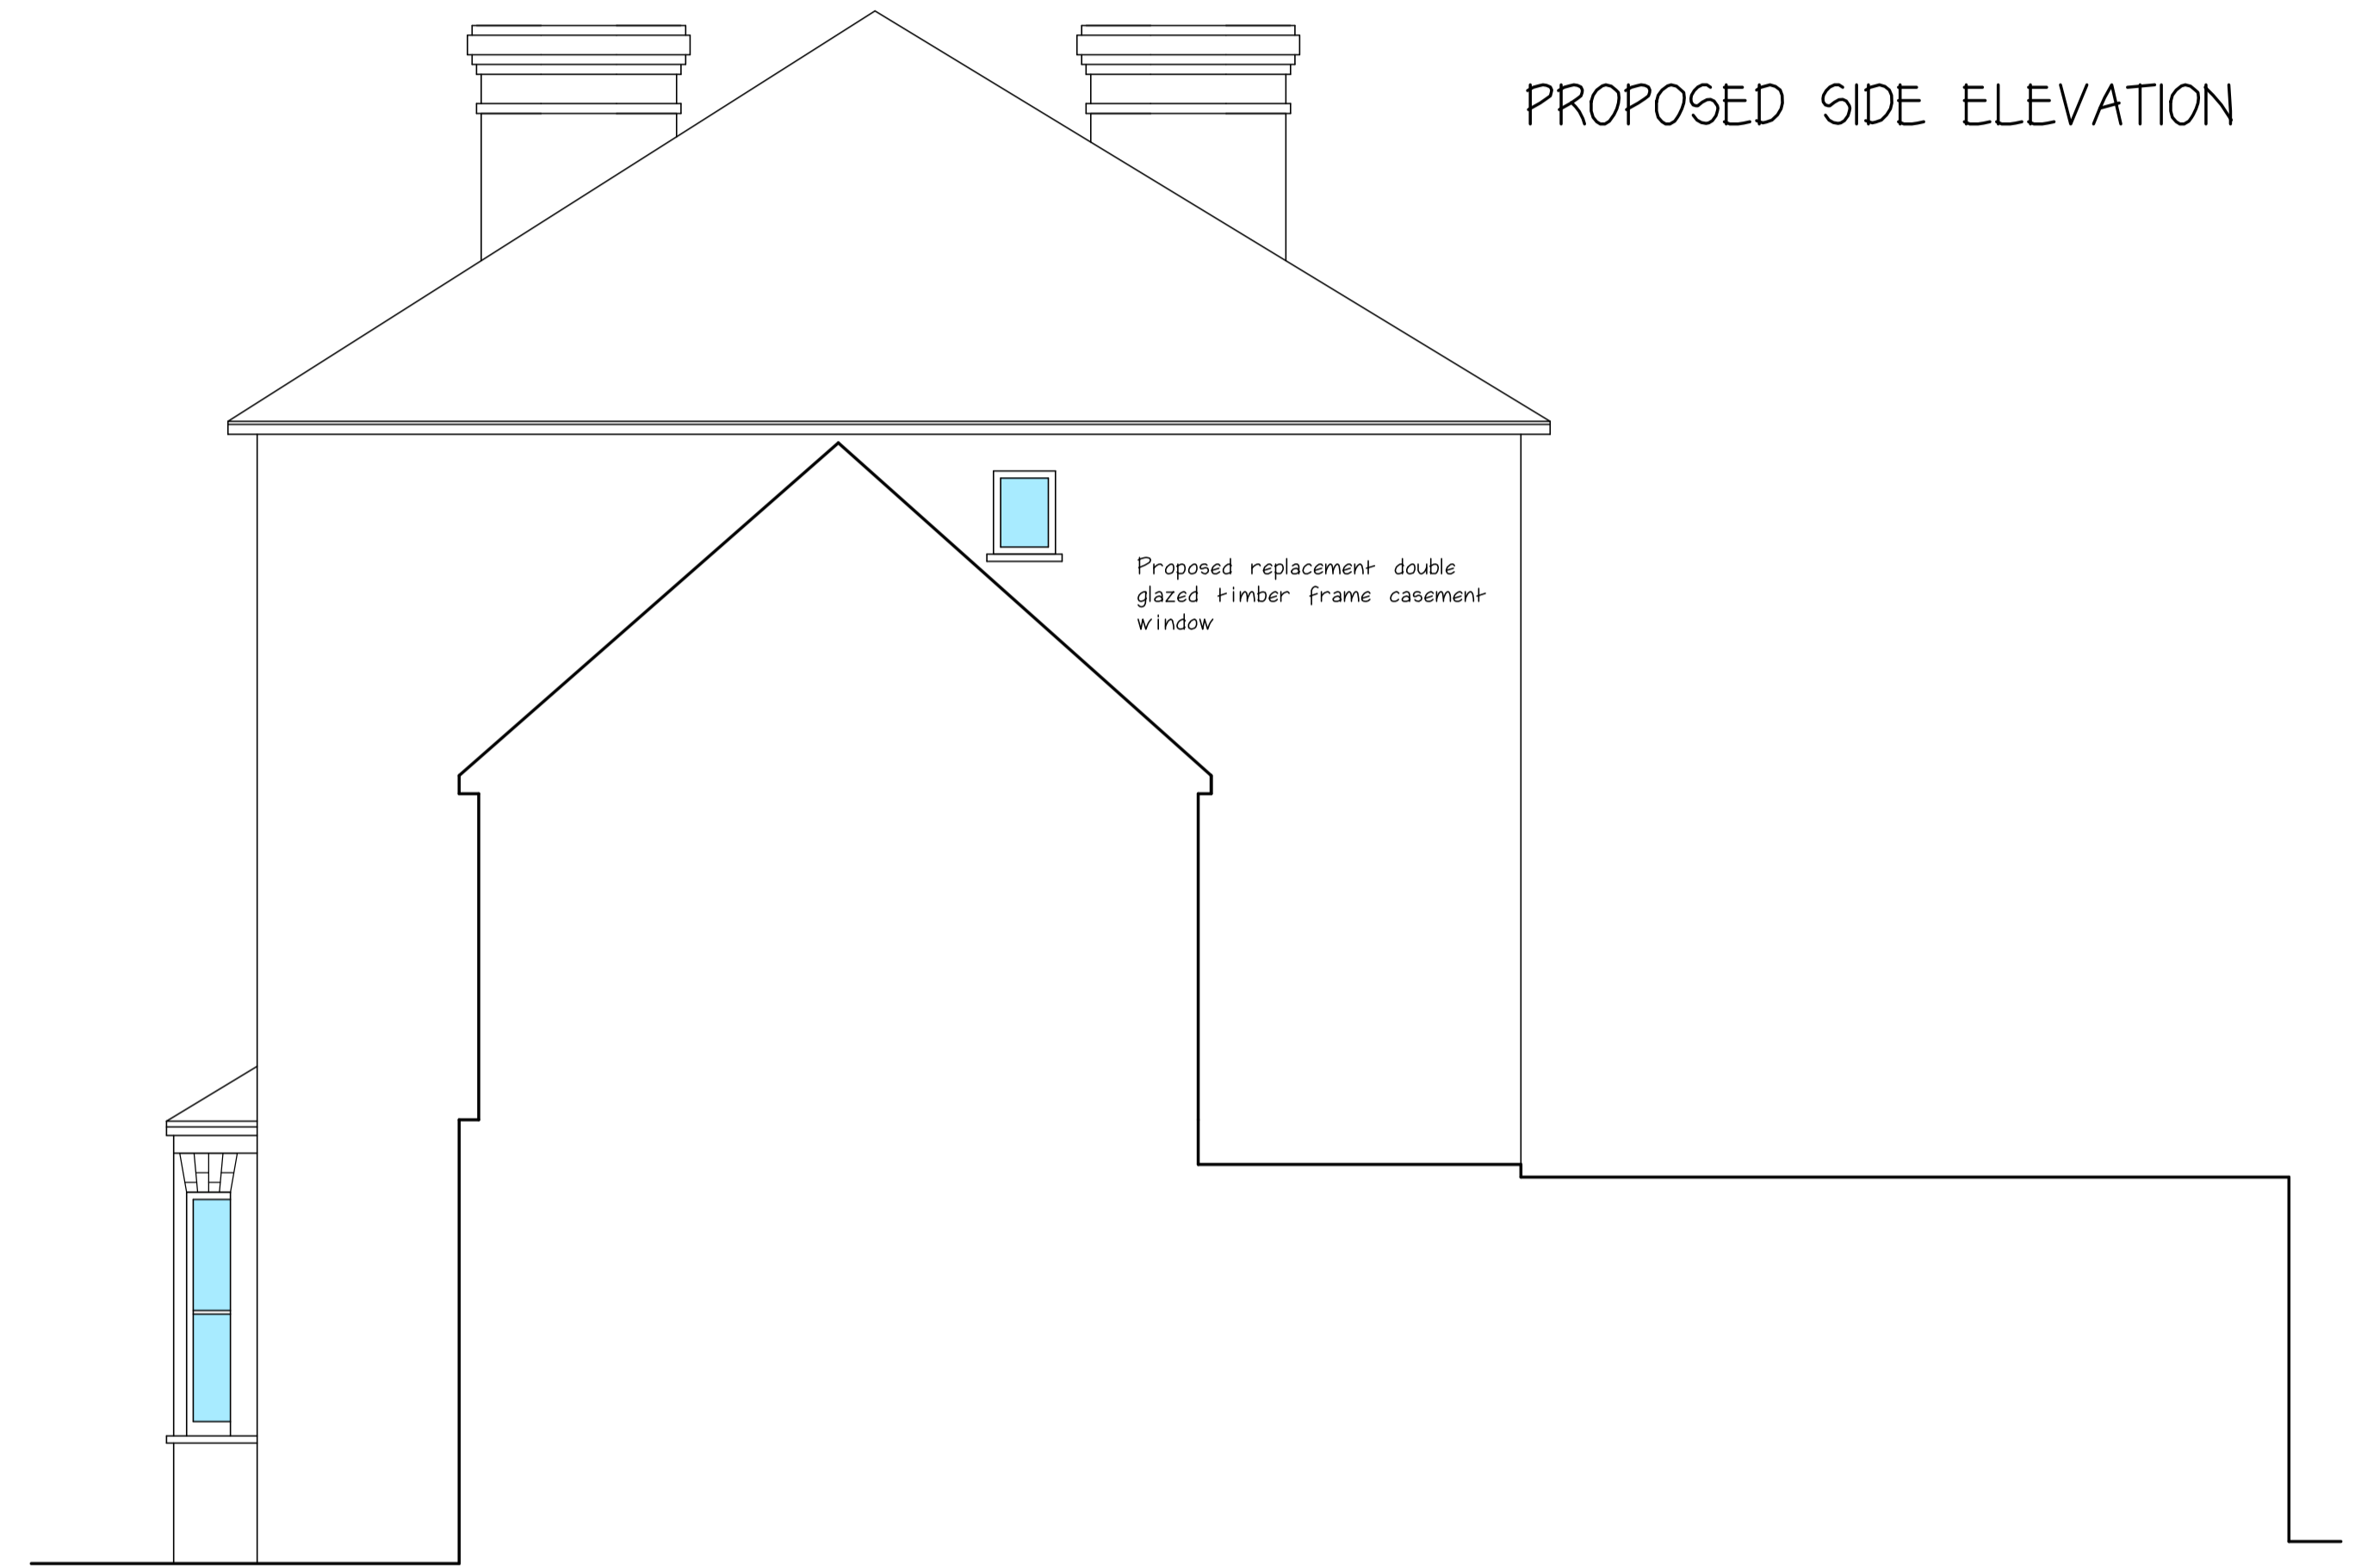 PROPOSED SIDE ELEVATION
Proposed replacement double
glazed timber frame casement
window